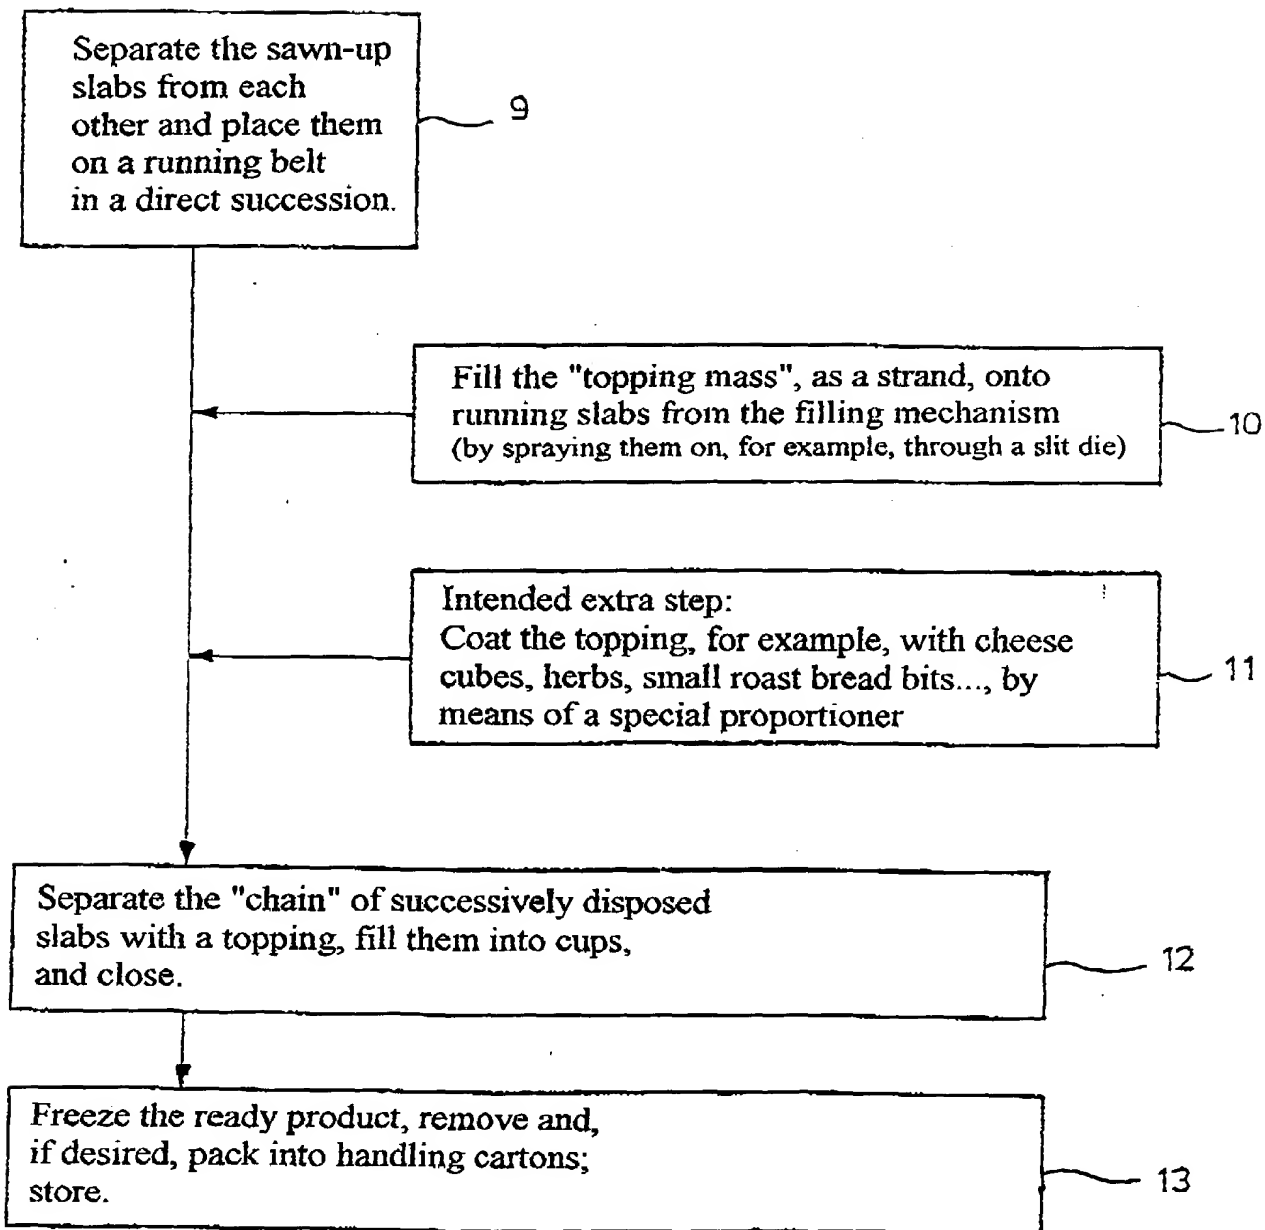 Separate the sawn-up
slabs from each
other and place them
on a running belt
in a direct succession.
9
Fill the "topping mass", as a strand, onto
running slabs from the filling mechanism
(by spraying them on, for example, through a slit die)
10
Intended extra step:
Coat the topping, for example, with cheese
cubes, herbs, small roast bread bits..., by
means of a special proportioner
11
Separate the "chain" of successively disposed
slabs with a topping, fill them into cups,
and close.
12
Freeze the ready product, remove and,
if desired, pack into handling cartons;
store.
13